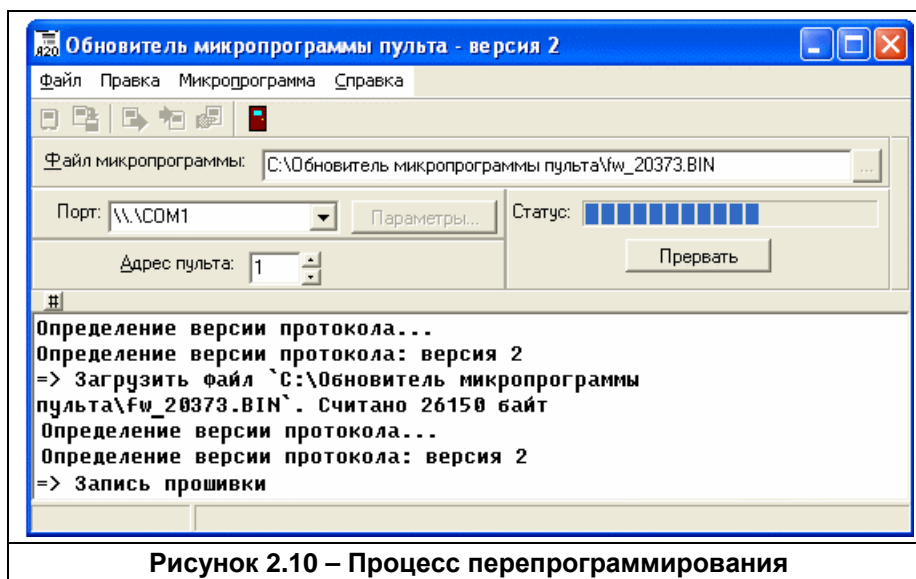 Я20 Обновитель микропрограммы пульта - версия 2
Файл Правка Микропрограмма Справка
Файл микропрограммы: C:\Обновитель микропрограммы пульта\fw_20373.BIN ...
Порт: \\.\COM1 Параметры... Статус:
Адрес пульта: 1 Прервать
#
Определение версии протокола...
Определение версии протокола: версия 2
=> Загрузить файл `C:\Обновитель микропрограммы
пульта\fw_20373.BIN`. Считано 26150 байт
Определение версии протокола...
Определение версии протокола: версия 2
=> Запись прошивки
Рисунок 2.10 – Процесс перепрограммирования